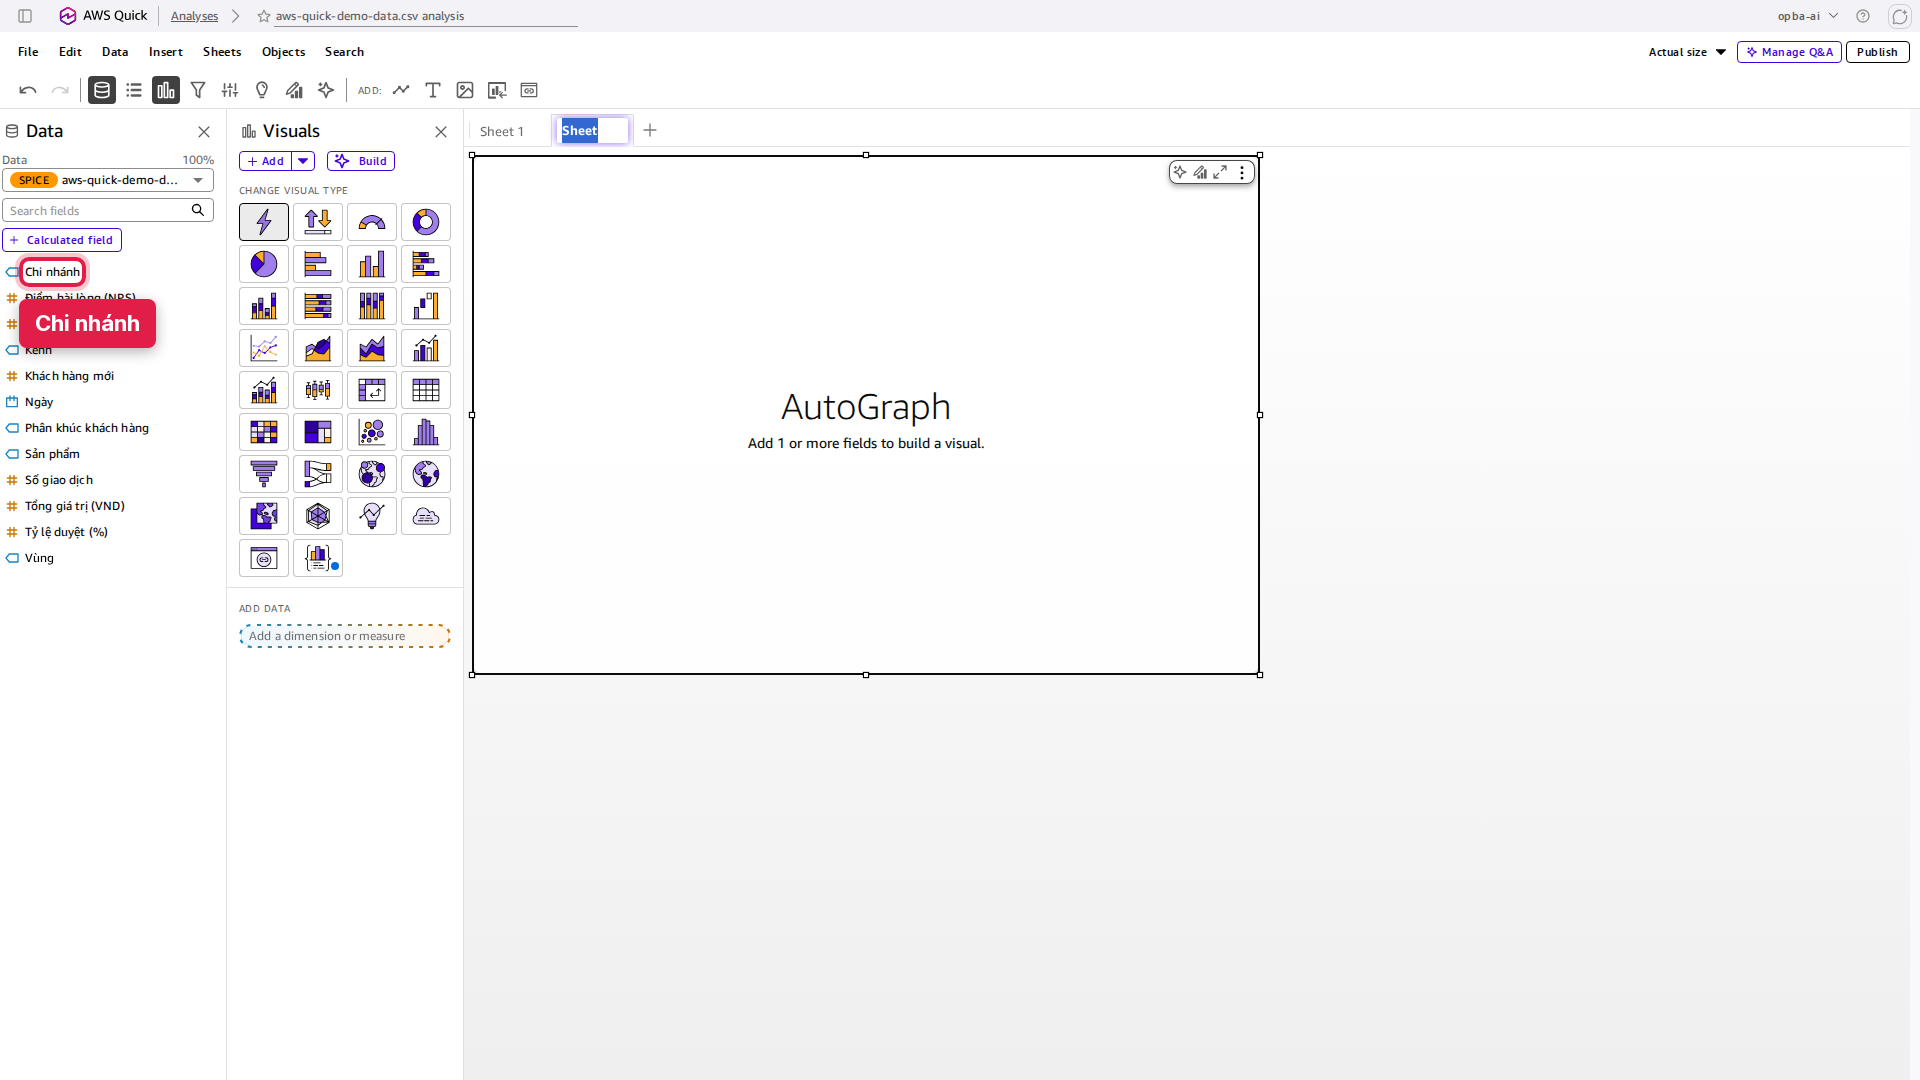 AWS Quick
Analyses
aws-quick-demo-data.csv analysis
opba-ai
File
Edit
Data
Insert
Sheets
Objects
Search
Actual size
Manage Q&A
Publish
ADD:
Data
Data
100%
SPICE
aws-quick-demo-d...
Search fields
Calculated field
Chi nhánh
Điểm hài lòng (NPS)
Chi nhánh
Kênh
Khách hàng mới
Ngày
Phân khúc khách hàng
Sản phẩm
Số giao dịch
Tổng giá trị (VND)
Tỷ lệ duyệt (%)
Vùng
Visuals
Add
Build
CHANGE VISUAL TYPE
ADD DATA
Add a dimension or measure
Sheet 1
Sheet
AutoGraph
Add 1 or more fields to build a visual.